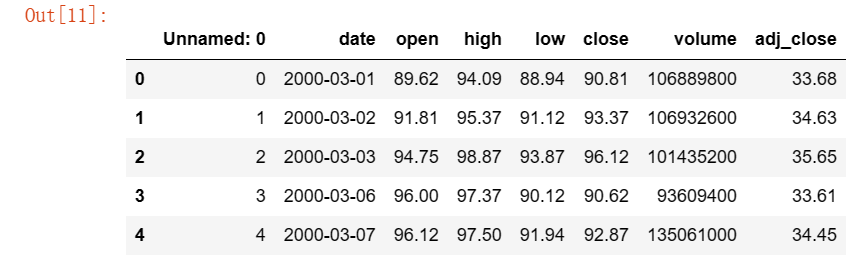 Out[11]:
Unnamed: 0 date open high low close volume adj_close
0 0 2000-03-01 89.62 94.09 88.94 90.81 106889800 33.68
1 1 2000-03-02 91.81 95.37 91.12 93.37 106932600 34.63
2 2 2000-03-03 94.75 98.87 93.87 96.12 101435200 35.65
3 3 2000-03-06 96.00 97.37 90.12 90.62 93609400 33.61
4 4 2000-03-07 96.12 97.50 91.94 92.87 135061000 34.45